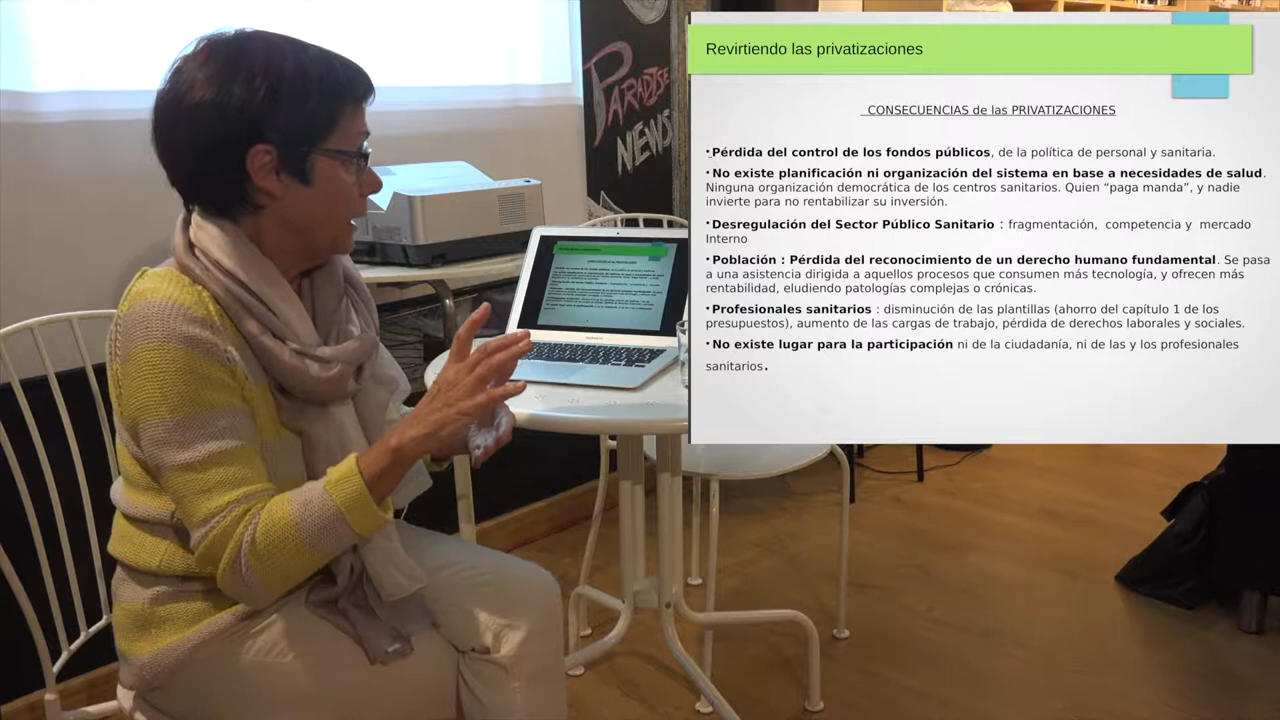 PARADISE
NEWS
Revirtiendo las privatizaciones
CONSECUENCIAS de las PRIVATIZACIONES
•Pérdida del control de los fondos públicos, de la política de personal y sanitaria.
•No existe planificación ni organización del sistema en base a necesidades de salud.
Ninguna organización democrática de los centros sanitarios. Quien “paga manda”, y nadie
invierte para no rentabilizar su inversión.
•Desregulación del Sector Público Sanitario : fragmentación, competencia y mercado
Interno
•Población : Pérdida del reconocimiento de un derecho humano fundamental. Se pasa
a una asistencia dirigida a aquellos procesos que consumen más tecnología, y ofrecen más
rentabilidad, eludiendo patologías complejas o crónicas.
•Profesionales sanitarios : disminución de las plantillas (ahorro del capítulo 1 de los
presupuestos), aumento de las cargas de trabajo, pérdida de derechos laborales y sociales.
•No existe lugar para la participación ni de la ciudadanía, ni de las y los profesionales
sanitarios.